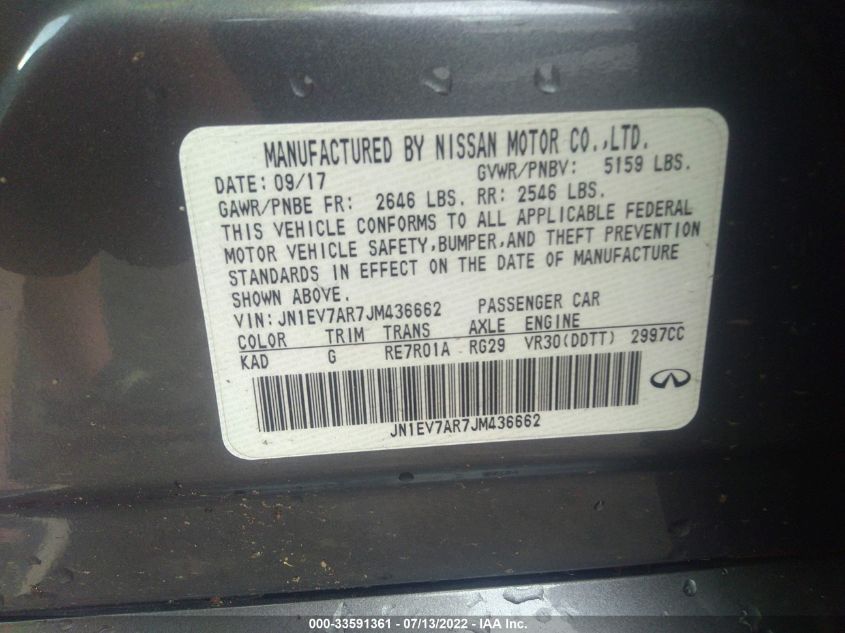 MANUFACTURED BY NISSAN MOTOR CO.,LTD.
DATE: 09/17 GVWR/PNBV: 5159 LBS.
GAWR/PNBE FR: 2646 LBS. RR: 2546 LBS.
THIS VEHICLE CONFORMS TO ALL APPLICABLE FEDERAL
MOTOR VEHICLE SAFETY,BUMPER,AND THEFT PREVENTION
STANDARDS IN EFFECT ON THE DATE OF MANUFACTURE
SHOWN ABOVE.
VIN: JN1EV7AR7JM436662 PASSENGER CAR
COLOR TRIM TRANS AXLE ENGINE
KAD G RE7R01A RG29 VR30(DDTT) 2997CC
JN1EV7AR7JM436662
000-33591361 - 07/13/2022 - IAA Inc.